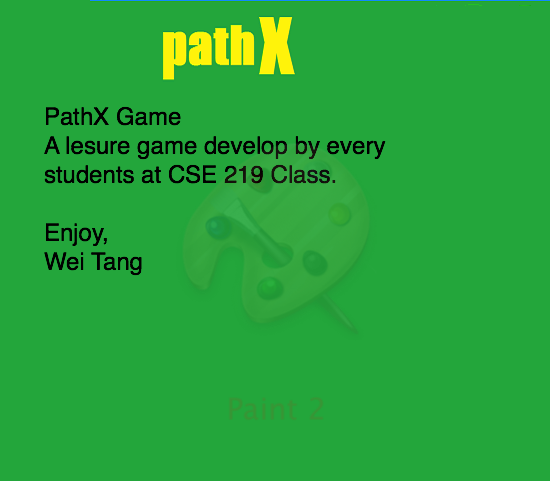 pathX
PathX Game
A lesure game develop by every
students at CSE 219 Class.
Enjoy,
Wei Tang
Paint 2